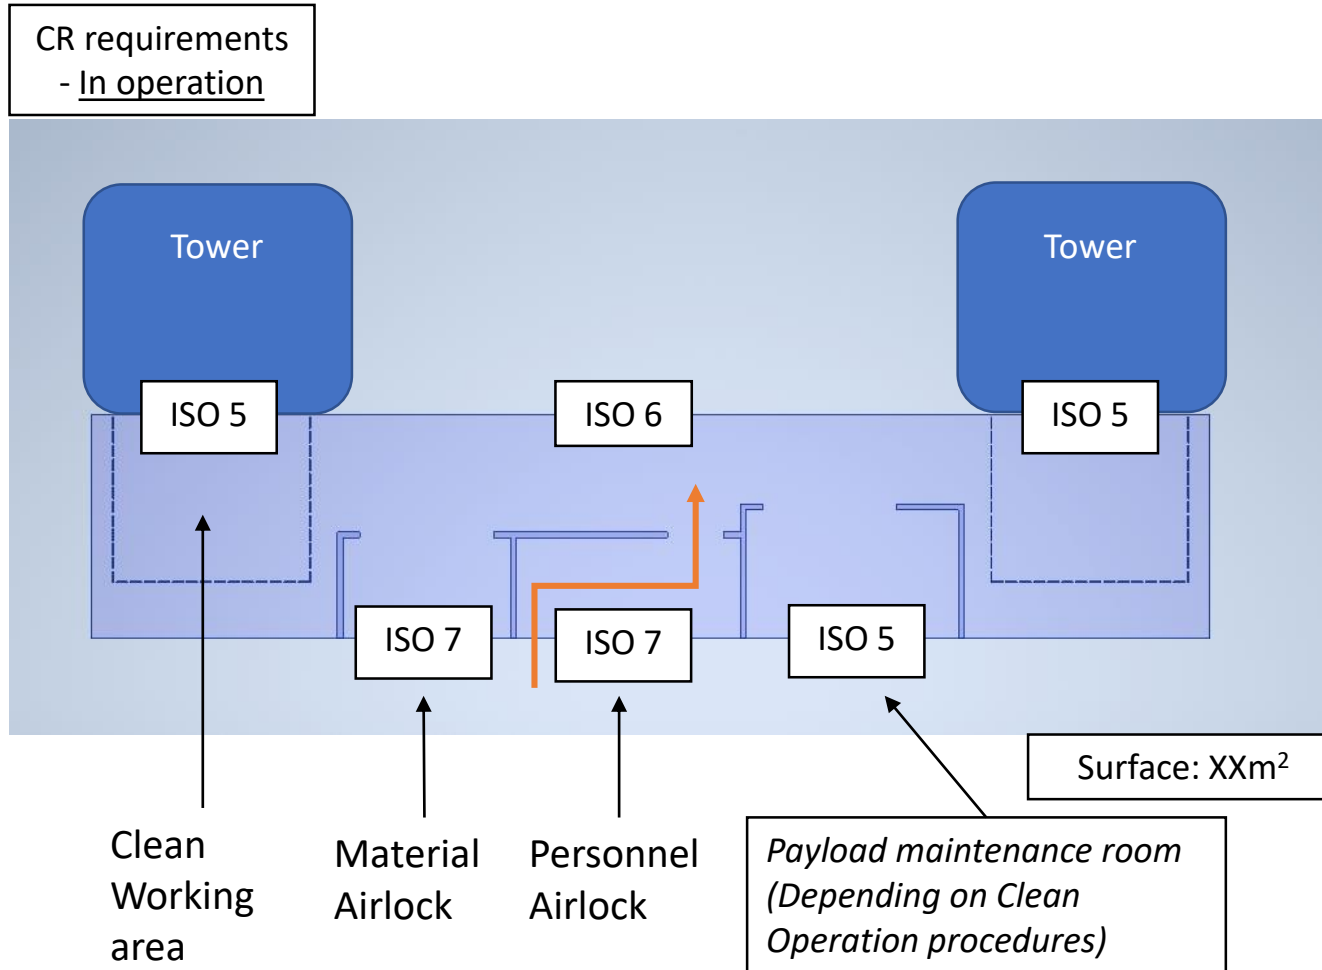 CR requirements
- In operation
Tower
Tower
ISO 5
ISO 6
ISO 5
ISO 7
ISO 7
ISO 5
Surface: XXm²
Clean
Working
area
Material
Airlock
Personnel
Airlock
Payload maintenance room
(Depending on Clean
Operation procedures)